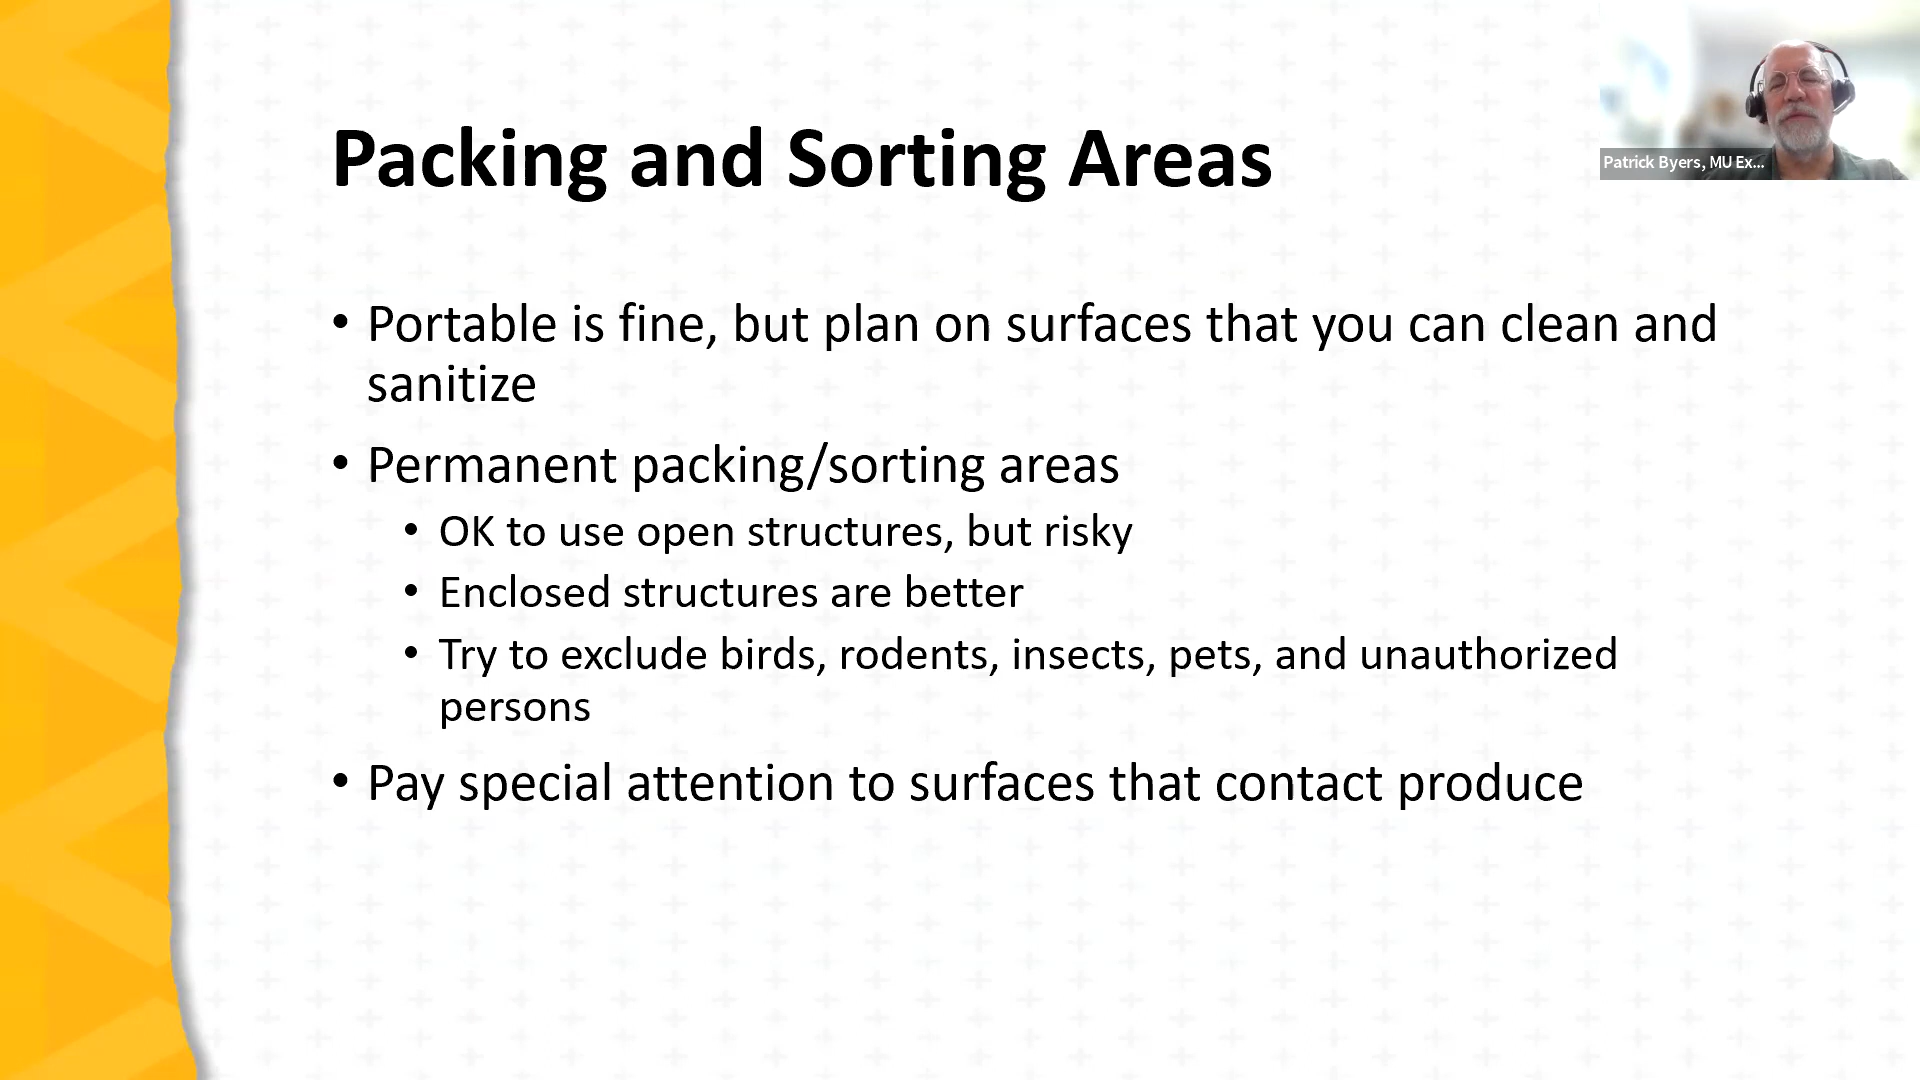 Packing and Sorting Areas
Patrick Byers, MU Ex...
• Portable is fine, but plan on surfaces that you can clean and
sanitize
• Permanent packing/sorting areas
• OK to use open structures, but risky
• Enclosed structures are better
• Try to exclude birds, rodents, insects, pets, and unauthorized
persons
• Pay special attention to surfaces that contact produce